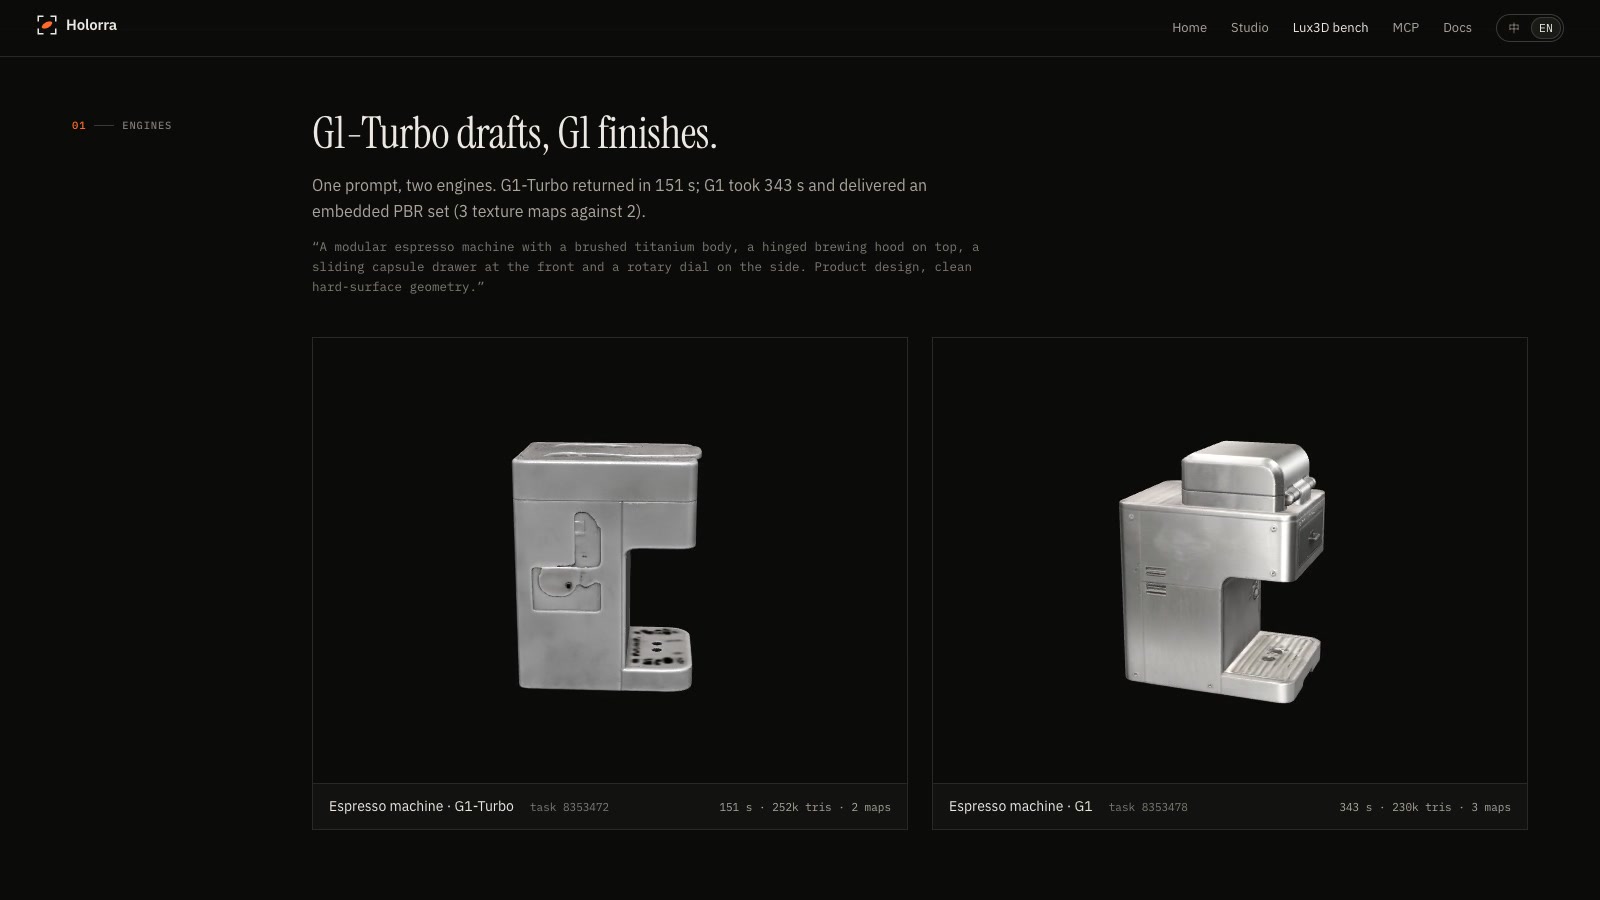 Holorra
Home Studio Lux3D bench MCP Docs 中 EN
01 — ENGINES
G1-Turbo drafts, G1 finishes.
One prompt, two engines. G1-Turbo returned in 151 s; G1 took 343 s and delivered an
embedded PBR set (3 texture maps against 2).
“A modular espresso machine with a brushed titanium body, a hinged brewing hood on top, a
sliding capsule drawer at the front and a rotary dial on the side. Product design, clean
hard-surface geometry.”
Espresso machine · G1-Turbo task 8353472 151 s · 252k tris · 2 maps
Espresso machine · G1 task 8353478 343 s · 230k tris · 3 maps